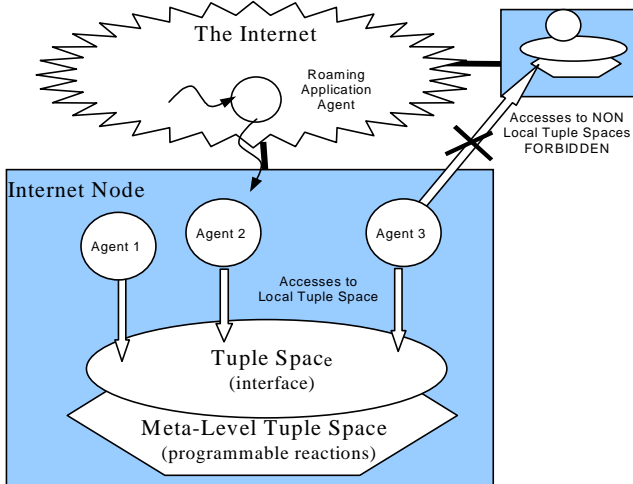 The Internet
Roaming
Application
Agent
Accesses to NON
Local Tuple Spaces
FORBIDDEN
Internet Node
Agent 1
Agent 2
Agent 3
Accesses to
Local Tuple Space
Tuple Space
(interface)
Meta-Level Tuple Space
(programmable reactions)